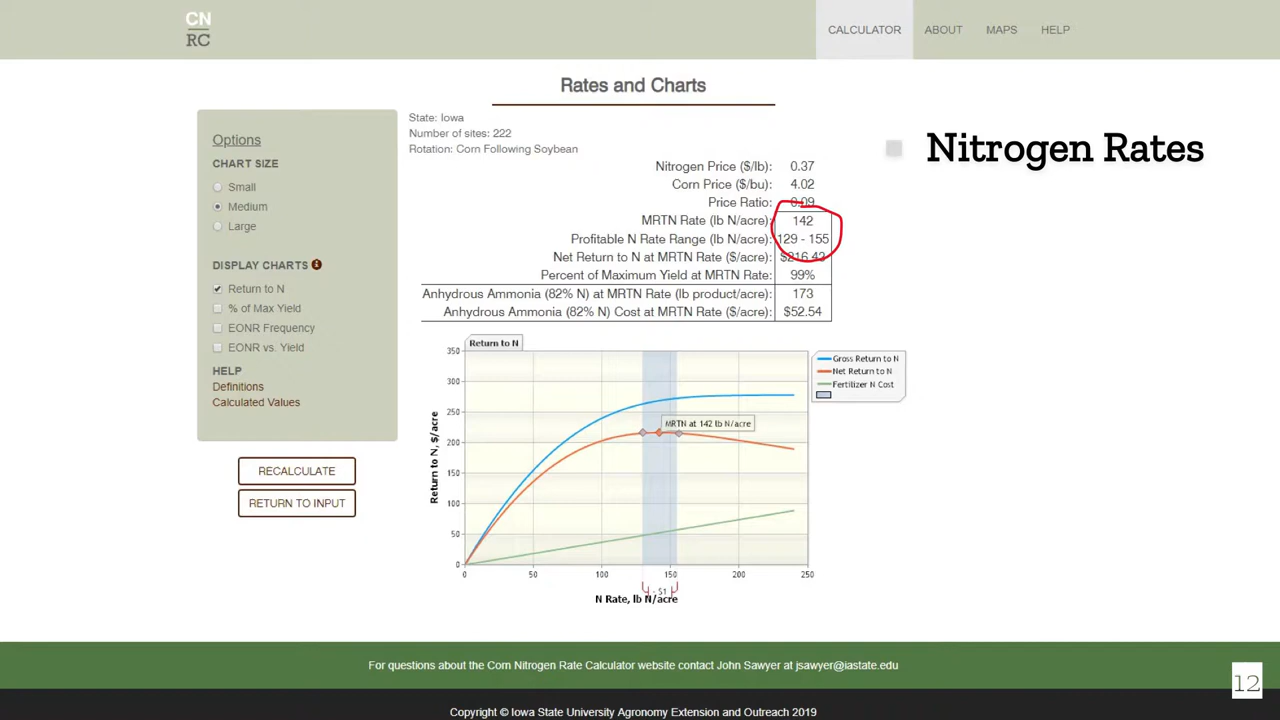 CN
RC
CALCULATOR ABOUT MAPS HELP
Rates and Charts
Options
CHART SIZE
Small
Medium
Large
DISPLAY CHARTS
Return to N
% of Max Yield
EONR Frequency
EONR vs. Yield
HELP
Definitions
Calculated Values
RECALCULATE
RETURN TO INPUT
State: Iowa
Number of sites: 222
Rotation: Corn Following Soybean
Nitrogen Price ($/lb): 0.37
Corn Price ($/bu): 4.02
Price Ratio: 0.09
MRTN Rate (lb N/acre): 142
Profitable N Rate Range (lb N/acre): 129 - 155
Net Return to N at MRTN Rate ($/acre): $216.42
Percent of Maximum Yield at MRTN Rate: 99%
Anhydrous Ammonia (82% N) at MRTN Rate (lb product/acre): 173
Anhydrous Ammonia (82% N) Cost at MRTN Rate ($/acre): $52.54
Return to N
350
300
250
200
150
100
50
0
Return to N, $/acre
MRTN at 142 lb N/acre
Gross Return to N
Net Return to N
Fertilizer N Cost
0 50 100 150 200 250
- $1
N Rate, lb N/acre
Nitrogen Rates
For questions about the Corn Nitrogen Rate Calculator website contact John Sawyer at jsawyer@iastate.edu
12
Copyright © Iowa State University Agronomy Extension and Outreach 2019